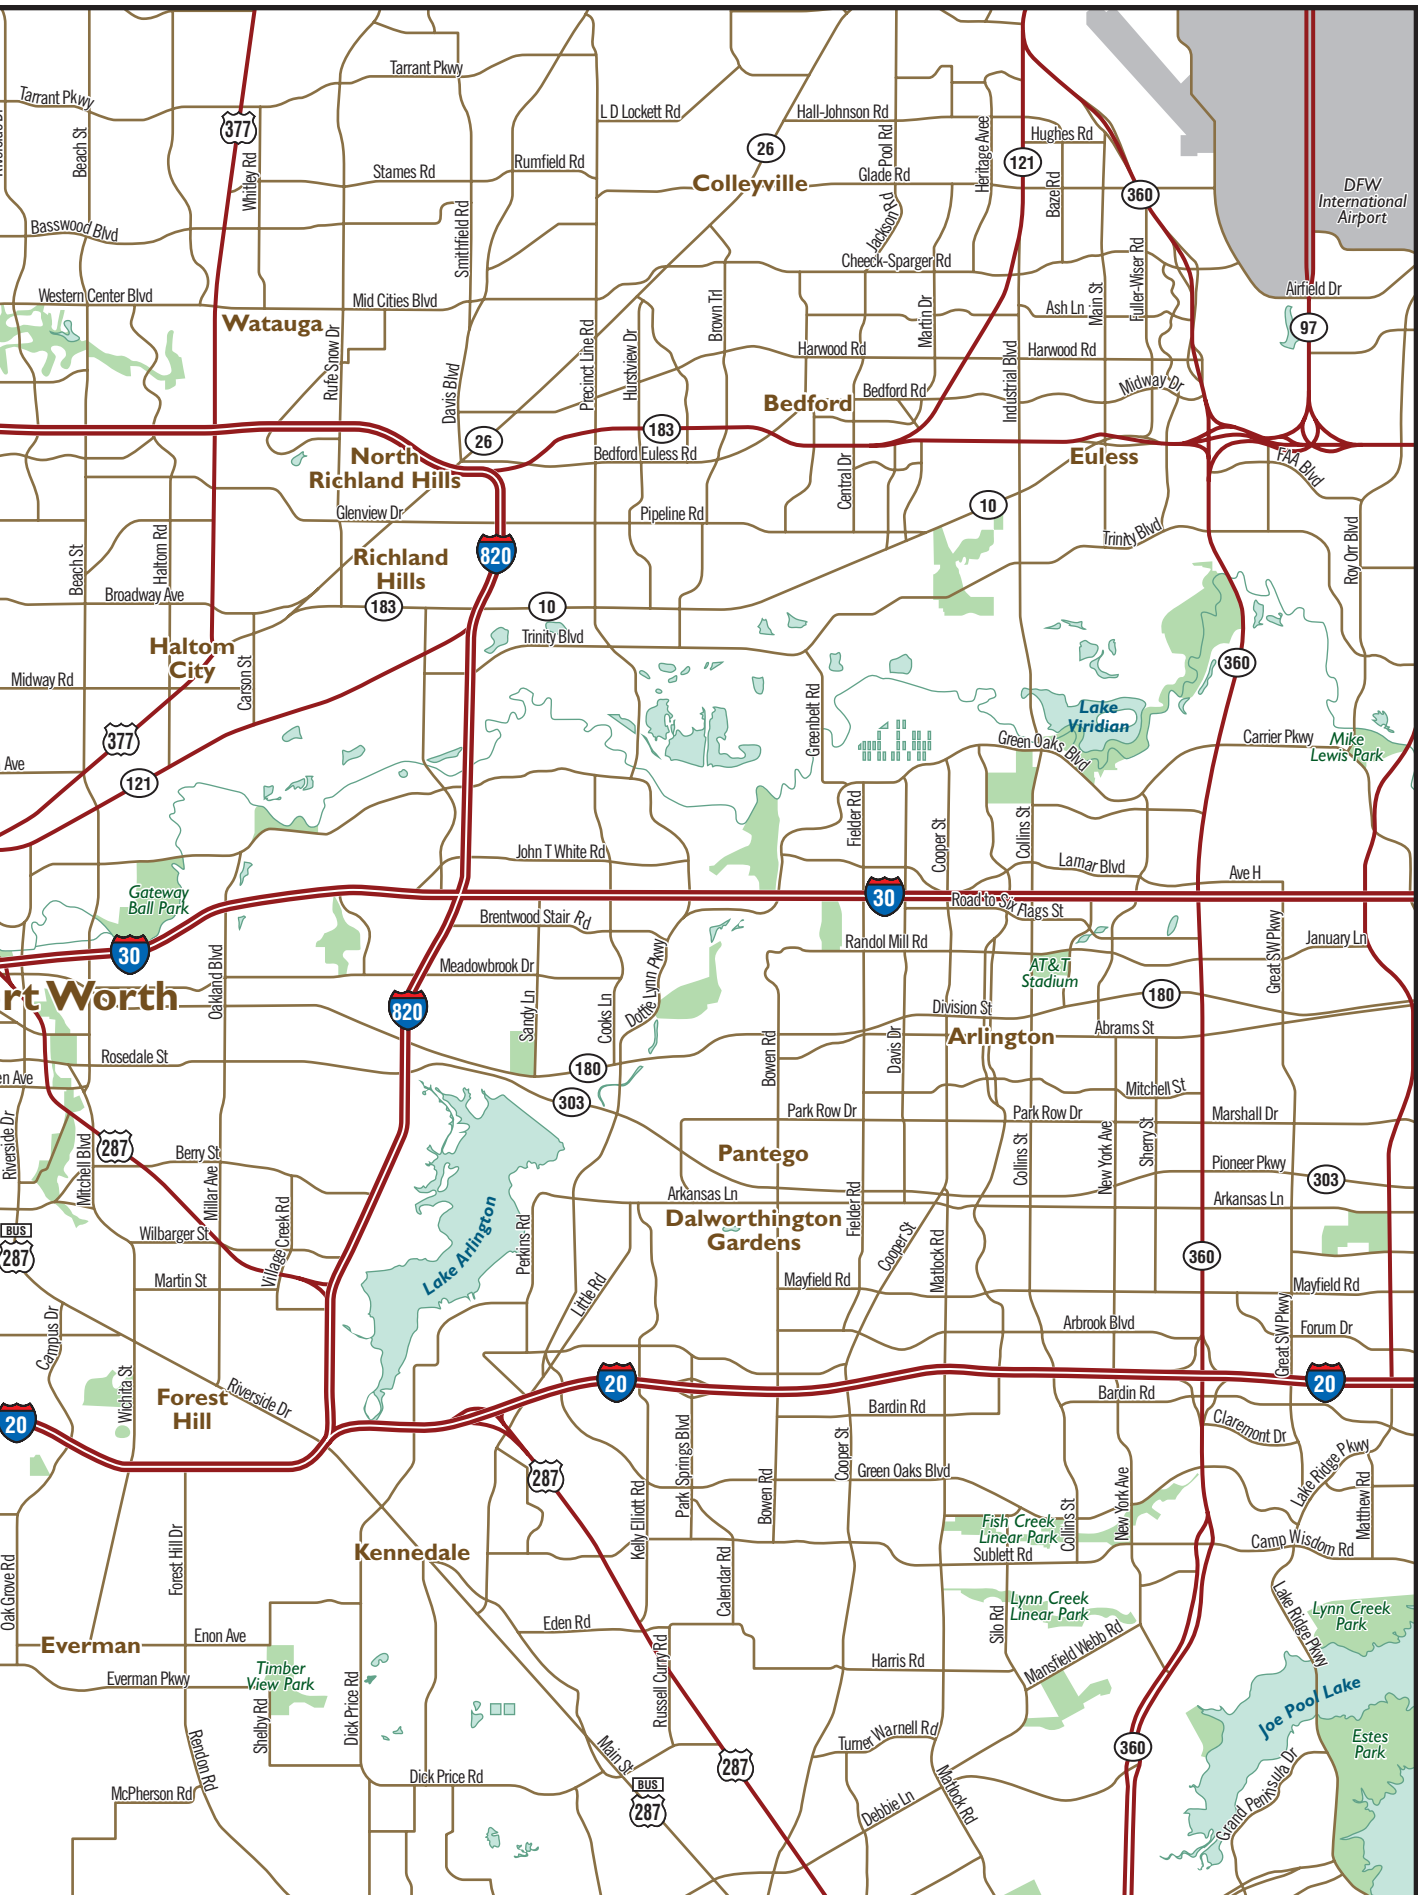 Tarrant Pkwy
Tarrant Pkwy
Beach St
377
Whitley Rd
L D Lockett Rd
Hall-Johnson Rd
Pool Rd
Heritage Avee
Hughes Rd
26
121
Rumfield Rd
Stames Rd
Colleyville
Glade Rd
Baze Rd
360
DFW
International
Airport
Basswood Blvd
Smithfield Rd
Jackson Rd
Cheeck-Sparger Rd
Fuller-Wiser Rd
Main St
Airfield Dr
Western Center Blvd
Mid Cities Blvd
Watauga
Rufe Snow Dr
Brown Trl
Martin Dr
Ash Ln
97
Precinct Line Rd
Hurstview Dr
Harwood Rd
Harwood Rd
Industrial Blvd
Davis Blvd
Bedford Rd
Midway Dr
Bedford
26
183
Bedford Euless Rd
Euless
FAA Blvd
North
Richland Hills
Central Dr
10
Glenview Dr
Pipeline Rd
Trinity Blvd
Roy Orr Blvd
Haltom Rd
Beach St
Richland
Hills
820
Broadway Ave
183
10
Trinity Blvd
Haltom
City
Midway Rd
Carson St
360
Greenbelt Rd
Lake
Viridian
377
Ave
121
Green Oaks Blvd
Carrier Pkwy
Mike
Lewis Park
Fielder Rd
Cooper St
Collins St
John T White Rd
Lamar Blvd
Ave H
Gateway
Ball Park
30
Road to Six Flags St
Brentwood Stair Rd
Great SW Pkwy
January Ln
Randol Mill Rd
30
Oakland Blvd
Meadowbrook Dr
Dottie Lynn Pkwy
AT&T
Stadium
rt Worth
820
Sandy Ln
Cooks Ln
180
Division St
Arlington
Abrams St
Davis Dr
Bowen Rd
Rosedale St
en Ave
180
303
Mitchell St
Riverside Dr
Park Row Dr
Park Row Dr
Marshall Dr
287
Mitchell Blvd
Berry St
Pantego
Collins St
New York Ave
Sherry St
Pioneer Pkwy
303
Millar Ave
Arkansas Ln
Arkansas Ln
Village Creek Rd
Lake Arlington
Perkins Rd
Dalworthington
Gardens
Fielder Rd
Cooper St
Matlock Rd
BUS
287
Wilbarger St
360
Martin St
Little Rd
Mayfield Rd
Mayfield Rd
Campus Dr
Arbrook Blvd
Great SW Pkwy
Forum Dr
20
20
Wichita St
Forest
Hill
Riverside Dr
Bardin Rd
Bardin Rd
20
Claremont Dr
Park Springs Blvd
Cooper St
287
Kelly Elliott Rd
Bowen Rd
Green Oaks Blvd
New York Ave
Collins St
Lake Ridge Pkwy
Matthew Rd
Fish Creek
Linear Park
Sublett Rd
Camp Wisdom Rd
Forest Hill Dr
Kennedale
Oak Grove Rd
Calendar Rd
Lake Ridge Pkwy
Lynn Creek
Linear Park
Lynn Creek
Park
Silo Rd
Eden Rd
Mansfield Webb Rd
Everman
Enon Ave
Harris Rd
Russell Curry Rd
Timber
View Park
Everman Pkwy
Shelby Rd
Dick Price Rd
Joe Pool Lake
Turner Warnell Rd
360
Estes
Park
Rendon Rd
Main St
287
Dick Price Rd
BUS
287
McPherson Rd
Matlock Rd
Debbie Ln
Grand Peninsula Dr